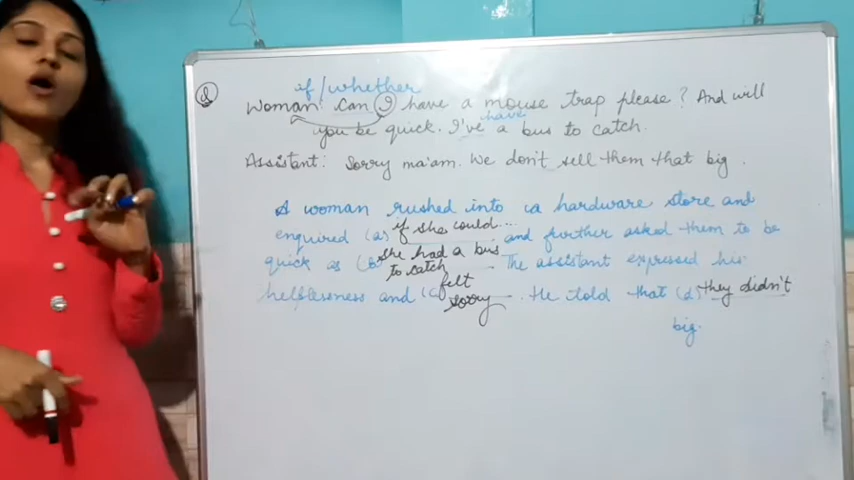 Q
if/whether
Woman: Can I have a mouse trap please? And will
you be quick. I've have a bus to catch.
Assistant: Sorry ma'am. We don't sell them that big.
A woman rushed into a hardware store and
enquired (a) if she could... and further asked them to be
quick as (b) she had a bus to catch. The assistant expressed his
helplessness and (c) felt sorry. He told that (d) they didn't
big.